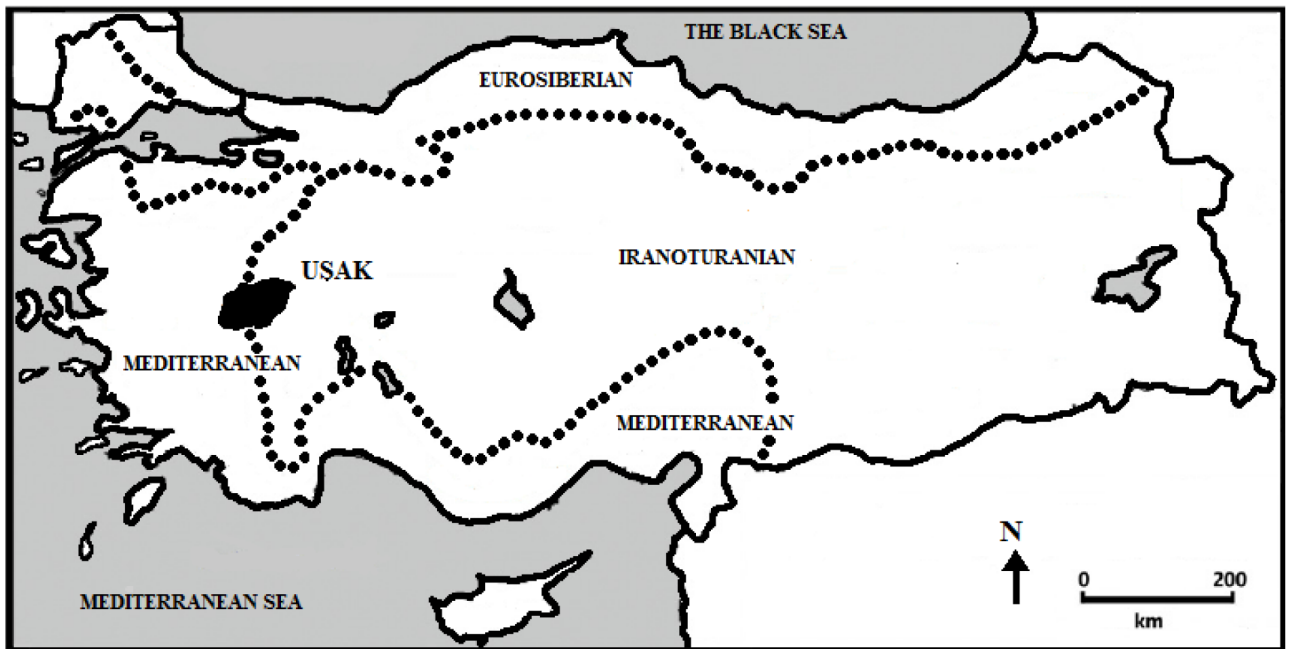 THE BLACK SEA
EUROSIBERIAN
IRANOTURANIAN
UŞAK
MEDITERRANEAN
MEDITERRANEAN
N
0 200
km
MEDITERRANEAN SEA